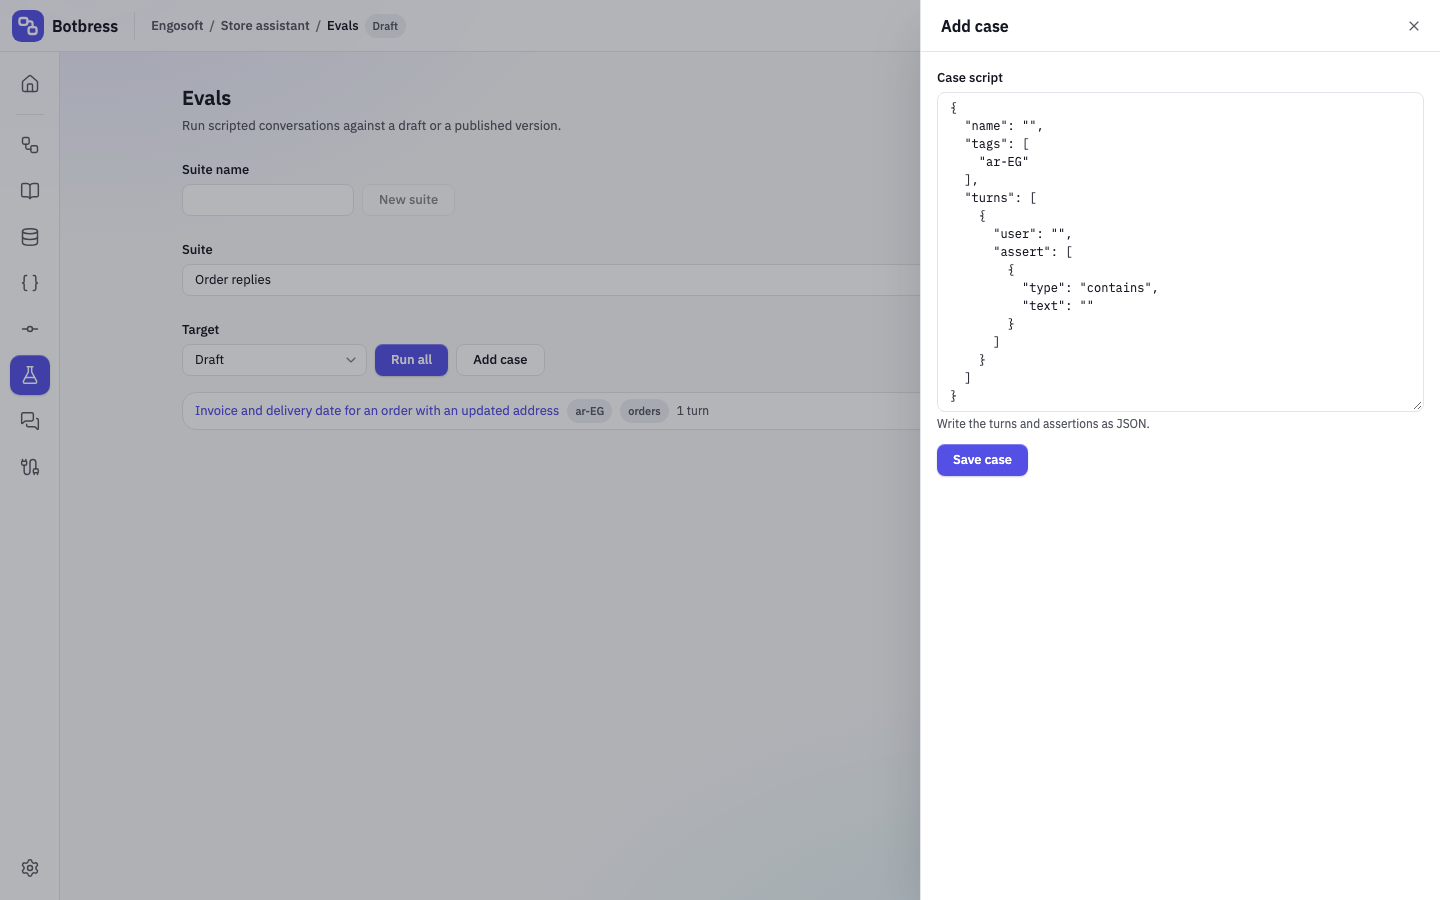 Botbress
Engosoft / Store assistant / Evals Draft
Evals
Run scripted conversations against a draft or a published version.
Suite name
New suite
Suite
Order replies
Target
Draft
Run all
Add case
Invoice and delivery date for an order with an updated address ar-EG orders 1 turn
Add case
Case script
{
  "name": "",
  "tags": [
    "ar-EG"
  ],
  "turns": [
    {
      "user": "",
      "assert": [
        {
          "type": "contains",
          "text": ""
        }
      ]
    }
  ]
}
Write the turns and assertions as JSON.
Save case